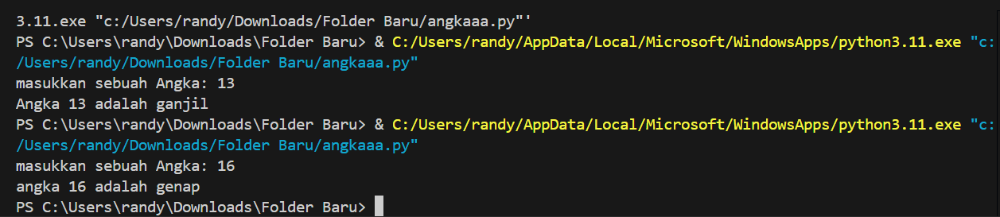 3.11.exe "c:/Users/randy/Downloads/Folder Baru/angkaaa.py"'
PS C:\Users\randy\Downloads\Folder Baru> & C:/Users/randy/AppData/Local/Microsoft/WindowsApps/python3.11.exe "c:
/Users/randy/Downloads/Folder Baru/angkaaa.py"
masukkan sebuah Angka: 13
Angka 13 adalah ganjil
PS C:\Users\randy\Downloads\Folder Baru> & C:/Users/randy/AppData/Local/Microsoft/WindowsApps/python3.11.exe "c:
/Users/randy/Downloads/Folder Baru/angkaaa.py"
masukkan sebuah Angka: 16
angka 16 adalah genap
PS C:\Users\randy\Downloads\Folder Baru>